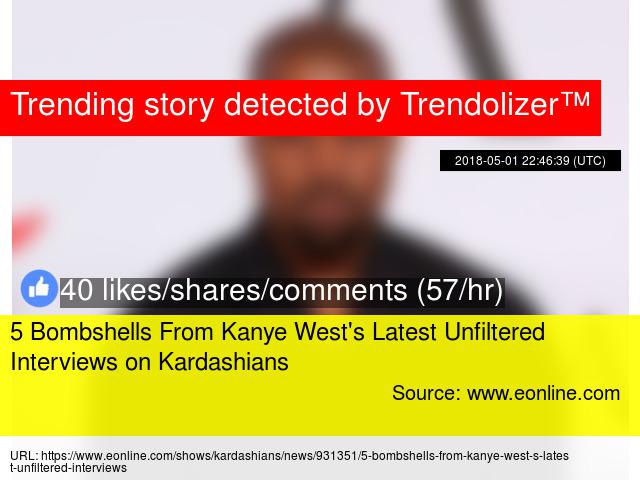 Trending story detected by Trendolizer™
2018-05-01 22:46:39 (UTC)
40 likes/shares/comments (57/hr)
5 Bombshells From Kanye West's Latest Unfiltered
Interviews on Kardashians
Source: www.eonline.com
URL: https://www.eonline.com/shows/kardashians/news/931351/5-bombshells-from-kanye-west-s-lates
t-unfiltered-interviews